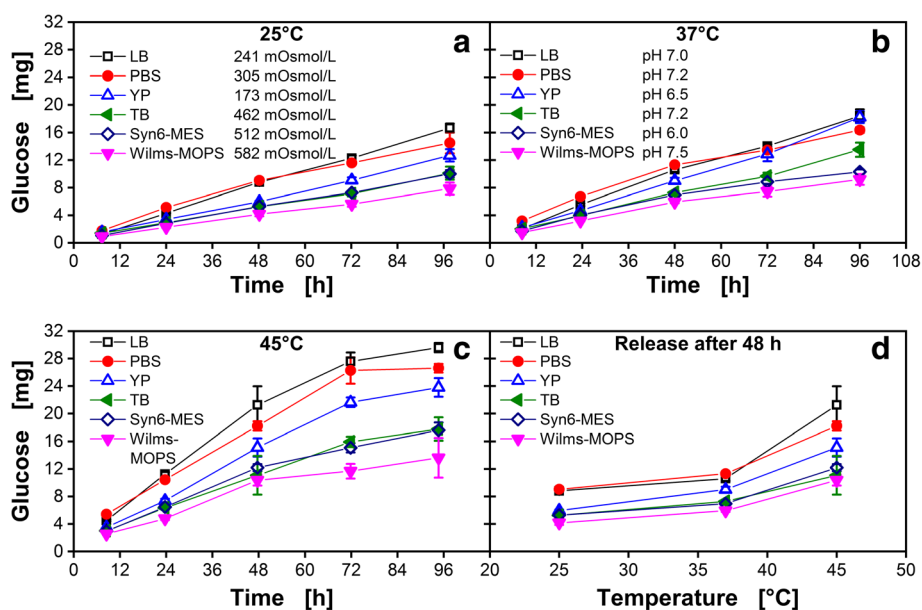 25°C
a
LB 241 mOsmol/L
PBS 305 mOsmol/L
YP 173 mOsmol/L
TB 462 mOsmol/L
Syn6-MES 512 mOsmol/L
Wilms-MOPS 582 mOsmol/L
Glucose [mg]
32
28
24
20
16
12
8
4
0
0 12 24 36 48 60 72 84 96
Time [h]
37°C
b
LB pH 7.0
PBS pH 7.2
YP pH 6.5
TB pH 7.2
Syn6-MES pH 6.0
Wilms-MOPS pH 7.5
0 12 24 36 48 60 72 84 96 108
Time [h]
45°C
c
LB
PBS
YP
TB
Syn6-MES
Wilms-
MOPS
Glucose [mg]
32
28
24
20
16
12
8
4
0
0 12 24 36 48 60 72 84 96
Time [h]
Release after 48 h
d
LB
PBS
YP
TB
Syn6-MES
Wilms-MOPS
20 25 30 35 40 45 50
Temperature [°C]